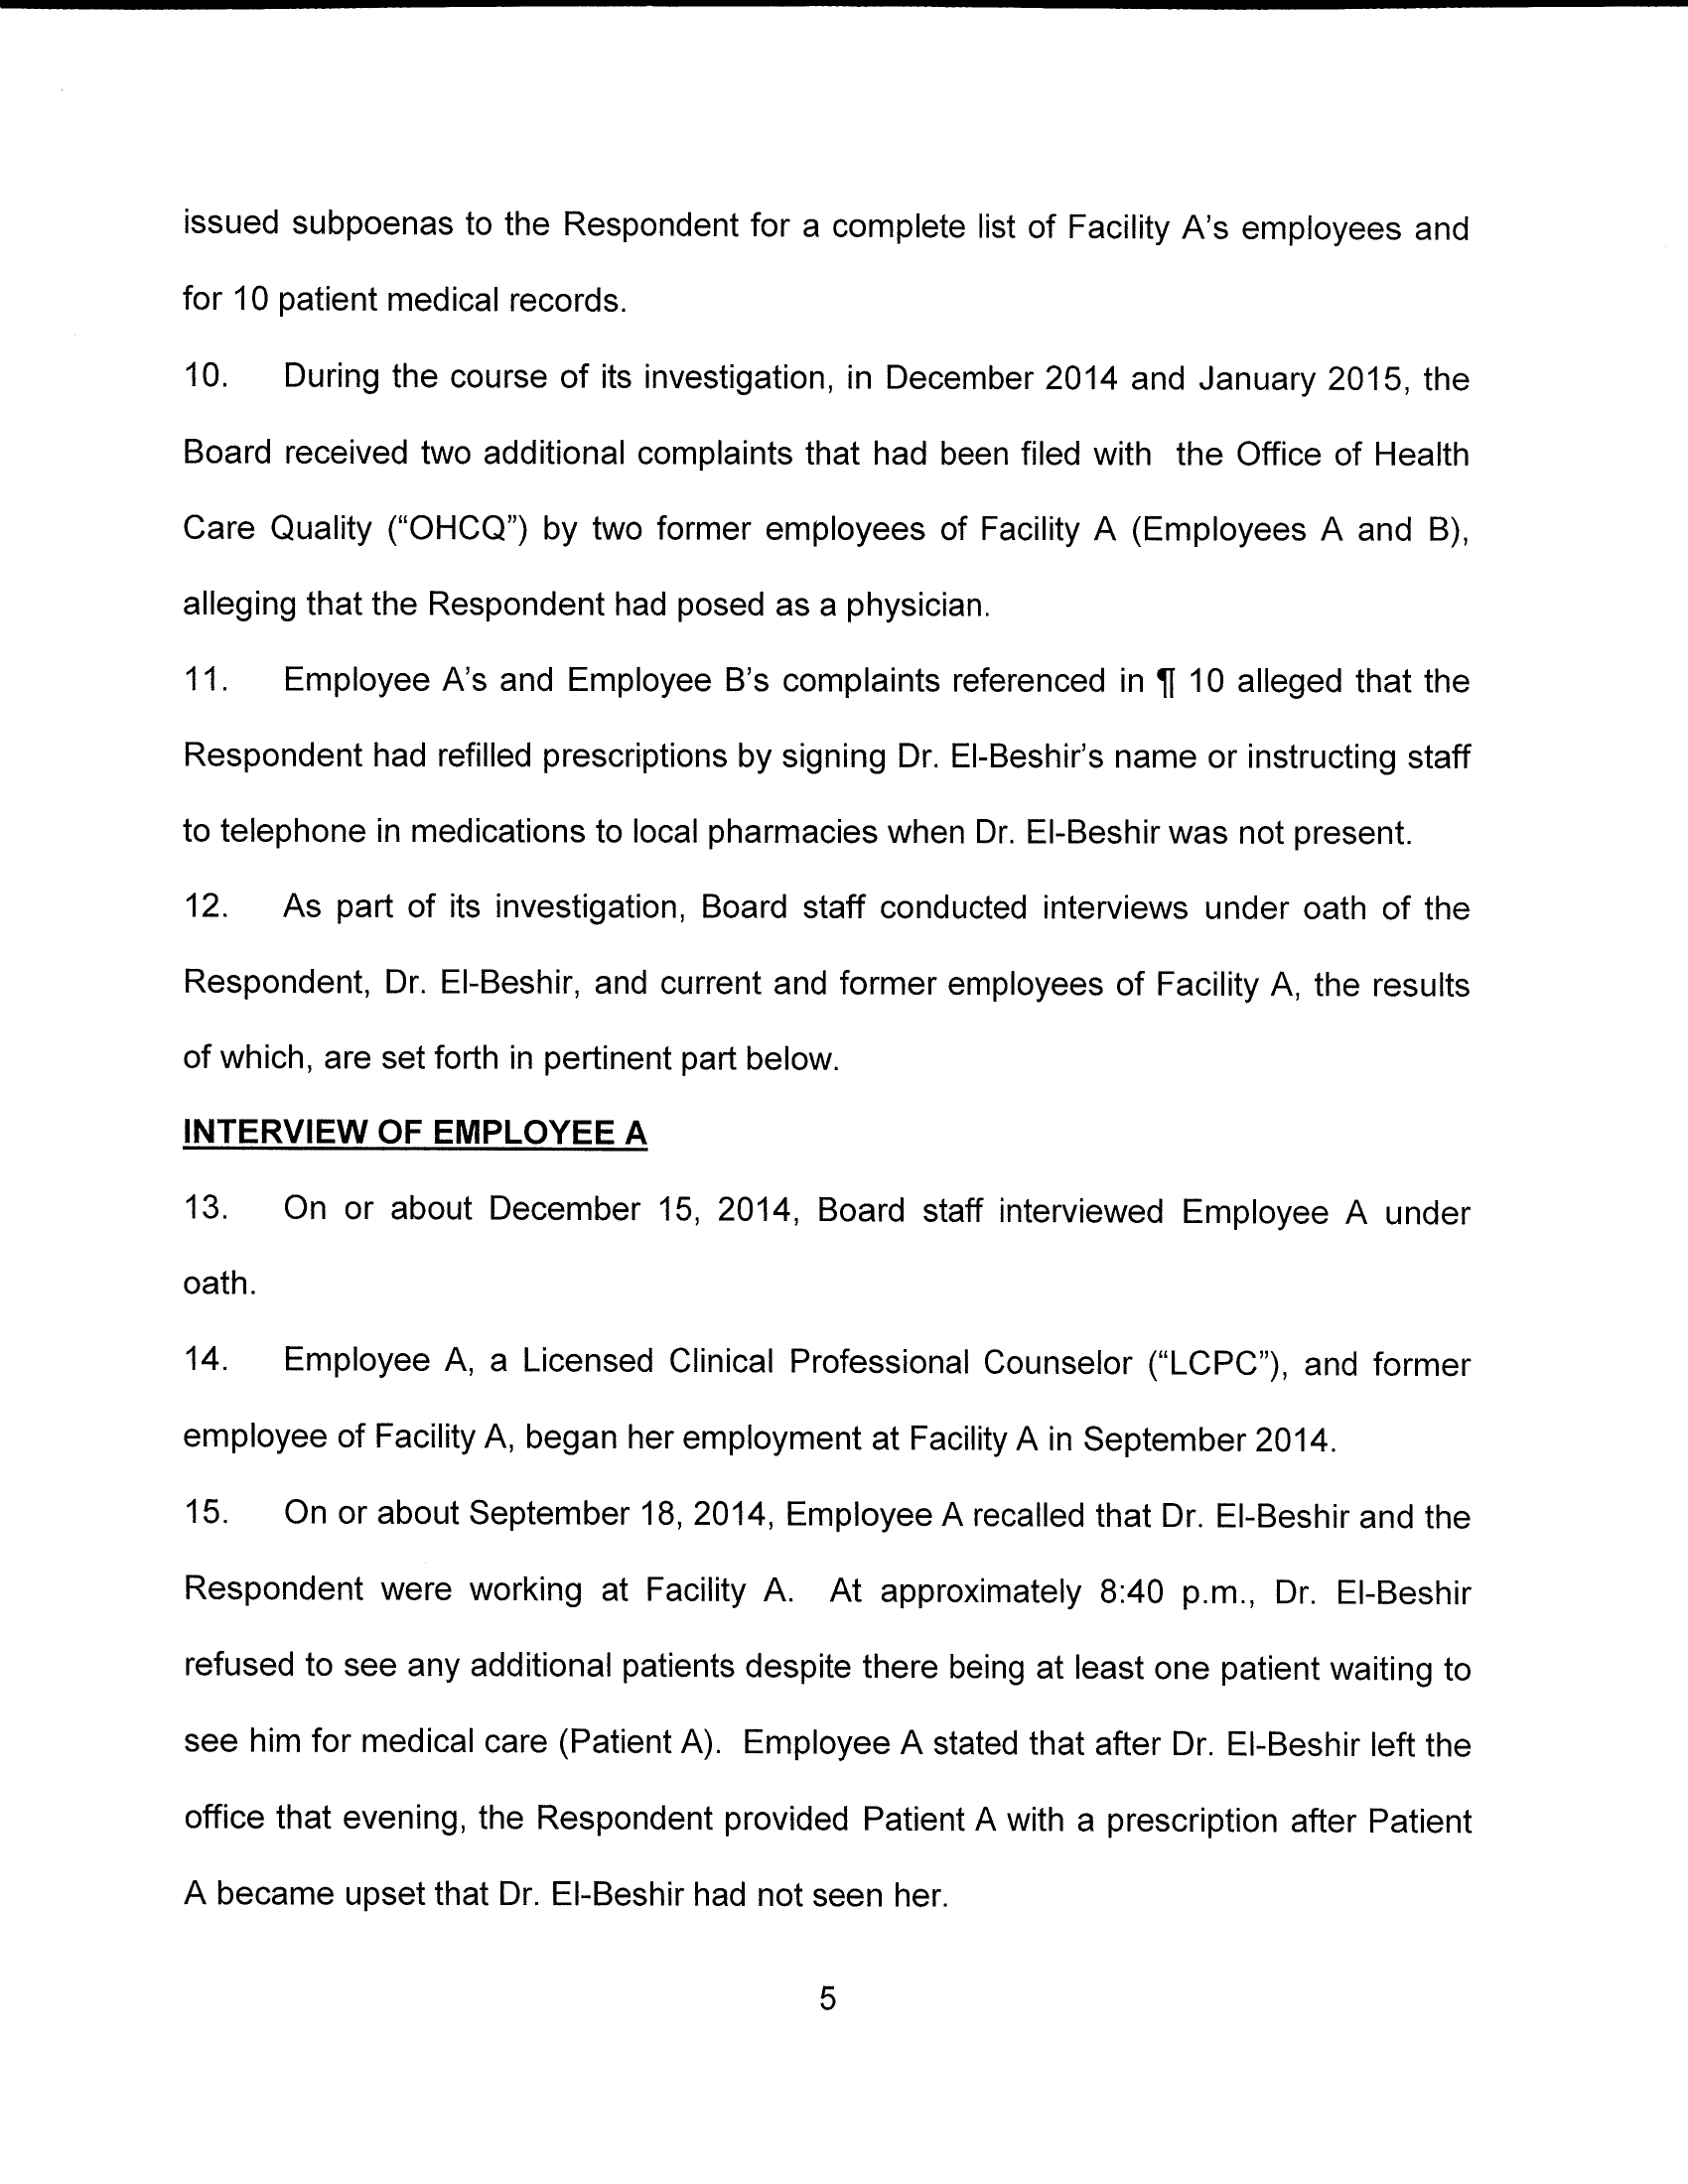 issued subpoenas to the Respondent for a complete list of Facility A's employees and
for 10 patient medical records.
10. During the course of its investigation, in December 2014 and January 2015, the
Board received two additional complaints that had been filed with the Office of Health
Care Quality (“OHCQ”) by two former employees of Facility A (Employees A and B),
alleging that the Respondent had posed as a physician.
11. Employee A's and Employee B's complaints referenced in ¶ 10 alleged that the
Respondent had refilled prescriptions by signing Dr. El-Beshir's name or instructing staff
to telephone in medications to local pharmacies when Dr. El-Beshir was not present.
12. As part of its investigation, Board staff conducted interviews under oath of the
Respondent, Dr. El-Beshir, and current and former employees of Facility A, the results
of which, are set forth in pertinent part below.
INTERVIEW OF EMPLOYEE A
13. On or about December 15, 2014, Board staff interviewed Employee A under
oath.
14. Employee A, a Licensed Clinical Professional Counselor (“LCPC”), and former
employee of Facility A, began her employment at Facility A in September 2014.
15. On or about September 18, 2014, Employee A recalled that Dr. El-Beshir and the
Respondent were working at Facility A. At approximately 8:40 p.m., Dr. El-Beshir
refused to see any additional patients despite there being at least one patient waiting to
see him for medical care (Patient A). Employee A stated that after Dr. El-Beshir left the
office that evening, the Respondent provided Patient A with a prescription after Patient
A became upset that Dr. El-Beshir had not seen her.
5